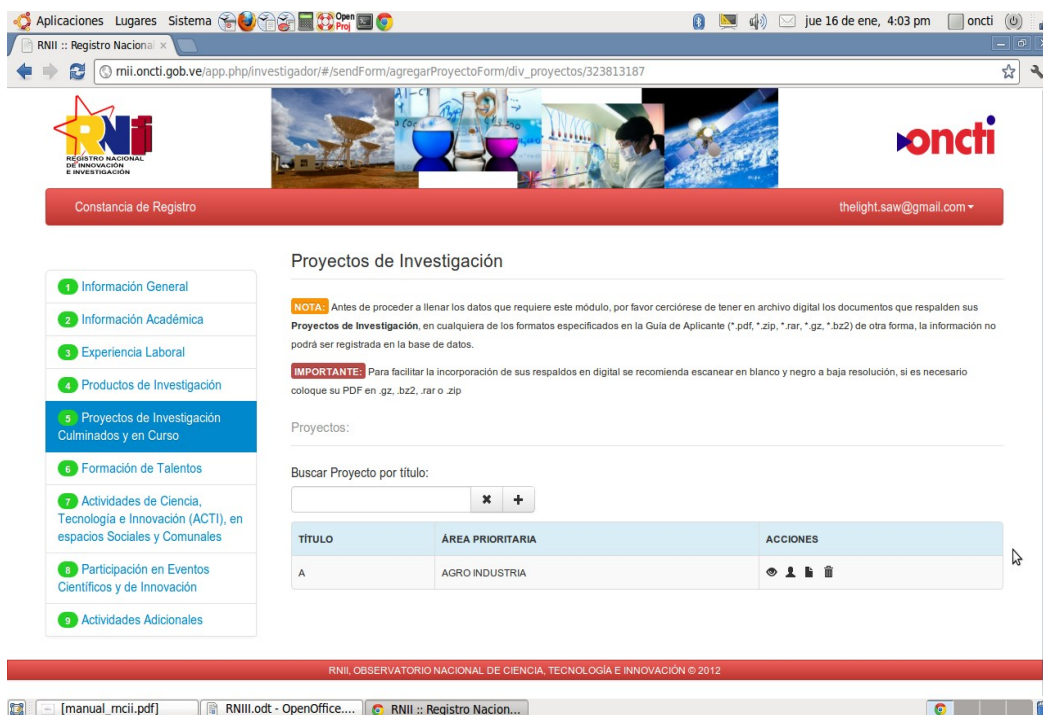 Aplicaciones Lugares Sistema Open Proj jue 16 de ene, 4:03 pm oncti
RNII :: Registro Nacional
rnii.oncti.gob.ve/app.php/investigador/#/sendForm/agregarProyectoForm/div_proyectos/323813187
RNII
REGISTRO NACIONAL
DE INNOVACIÓN
E INVESTIGACIÓN
oncti
Constancia de Registro thelight.saw@gmail.com
Proyectos de Investigación
1 Información General
2 Información Académica
3 Experiencia Laboral
4 Productos de Investigación
5 Proyectos de Investigación
Culminados y en Curso
6 Formación de Talentos
7 Actividades de Ciencia,
Tecnología e Innovación (ACTI), en
espacios Sociales y Comunales
8 Participación en Eventos
Científicos y de Innovación
9 Actividades Adicionales
NOTA: Antes de proceder a llenar los datos que requiere este módulo, por favor cerciórese de tener en archivo digital los documentos que respalden sus
Proyectos de Investigación, en cualquiera de los formatos especificados en la Guía de Aplicante (*.pdf, *.zip, *.rar, *.gz, *.bz2) de otra forma, la información no
podrá ser registrada en la base de datos.
IMPORTANTE: Para facilitar la incorporación de sus respaldos en digital se recomienda escanear en blanco y negro a baja resolución, si es necesario
coloque su PDF en .gz, .bz2, .rar o .zip
Proyectos:
Buscar Proyecto por título:
TÍTULO ÁREA PRIORITARIA ACCIONES
A AGRO INDUSTRIA
RNII, OBSERVATORIO NACIONAL DE CIENCIA, TECNOLOGÍA E INNOVACIÓN © 2012
[manual_rncii.pdf] RNIII.odt - OpenOffice.... RNII :: Registro Nacion...